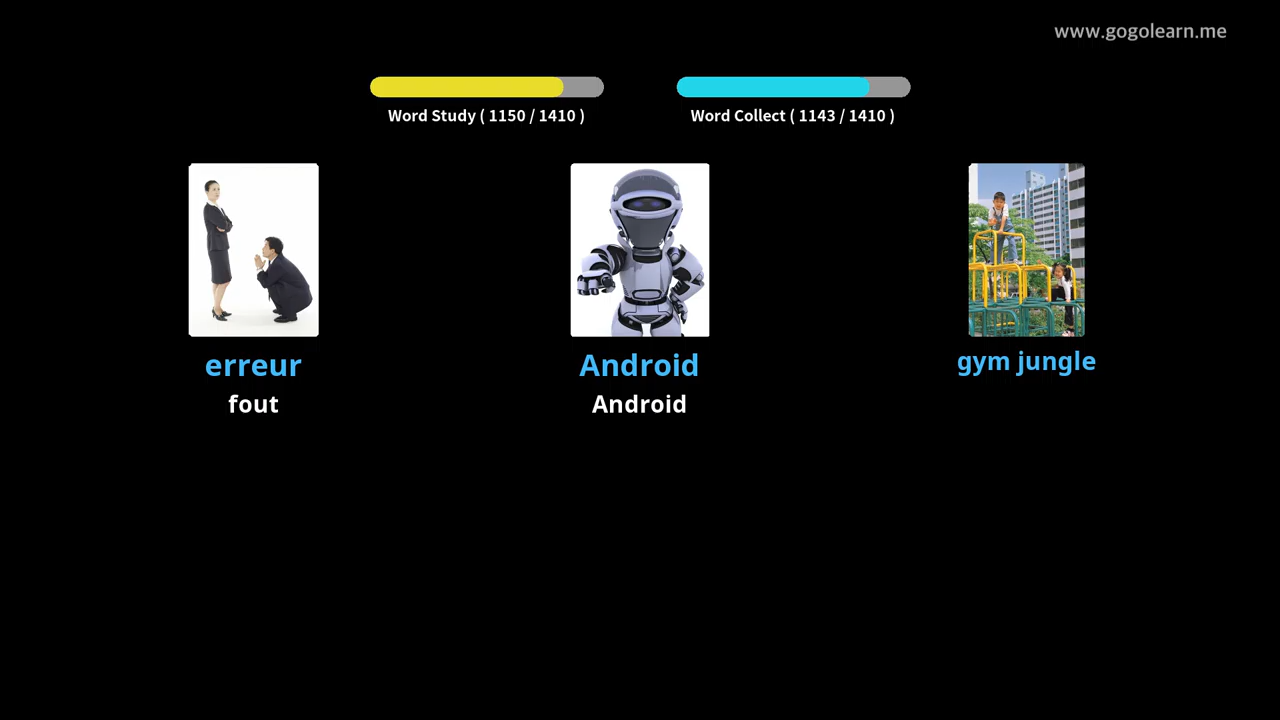 www.gogolearn.me
Word Study ( 1150 / 1410 )
Word Collect ( 1143 / 1410 )
erreur
fout
Android
Android
gym jungle